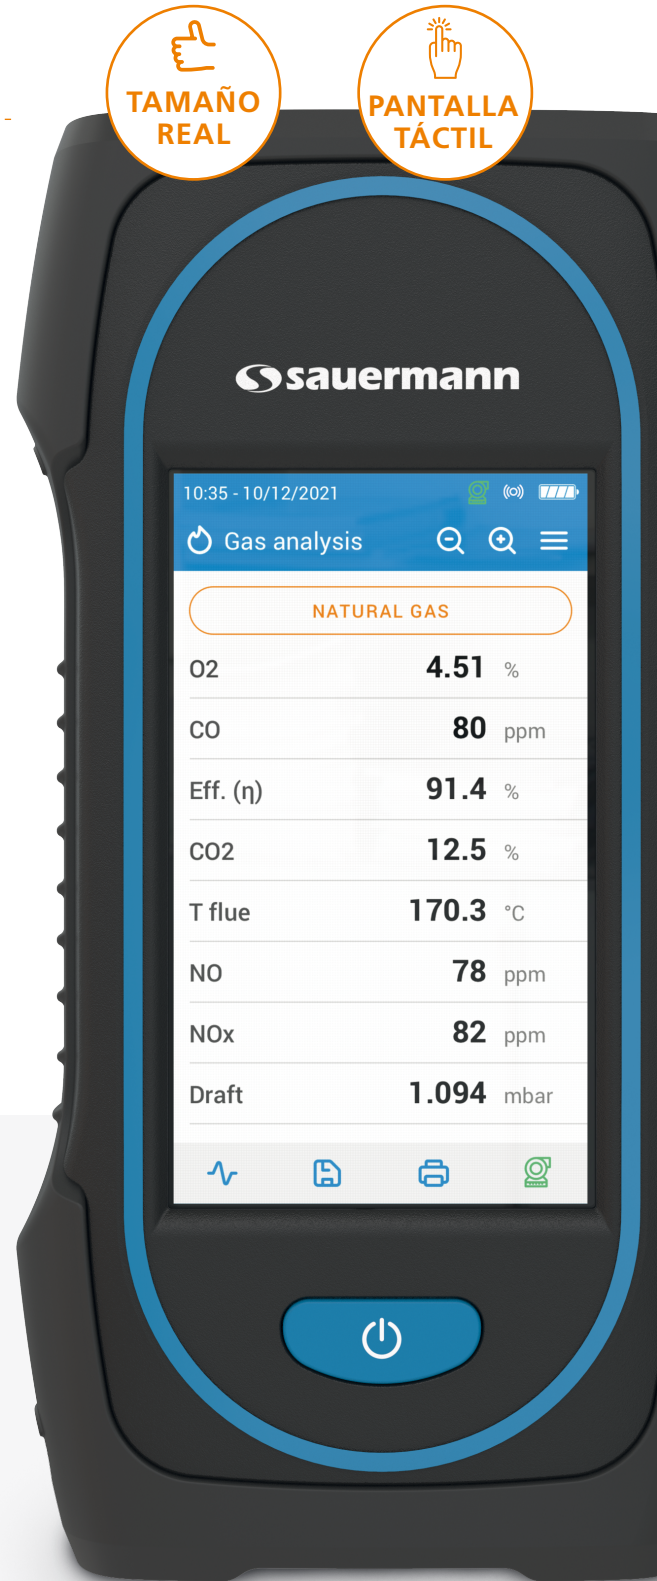 TAMAÑO
REAL
PANTALLA
TÁCTIL
sauermann
10:35 - 10/12/2021
Gas analysis
NATURAL GAS
O2 4.51 %
CO 80 ppm
Eff. (η) 91.4 %
CO2 12.5 %
T flue 170.3 °C
NO 78 ppm
NOx 82 ppm
Draft 1.094 mbar